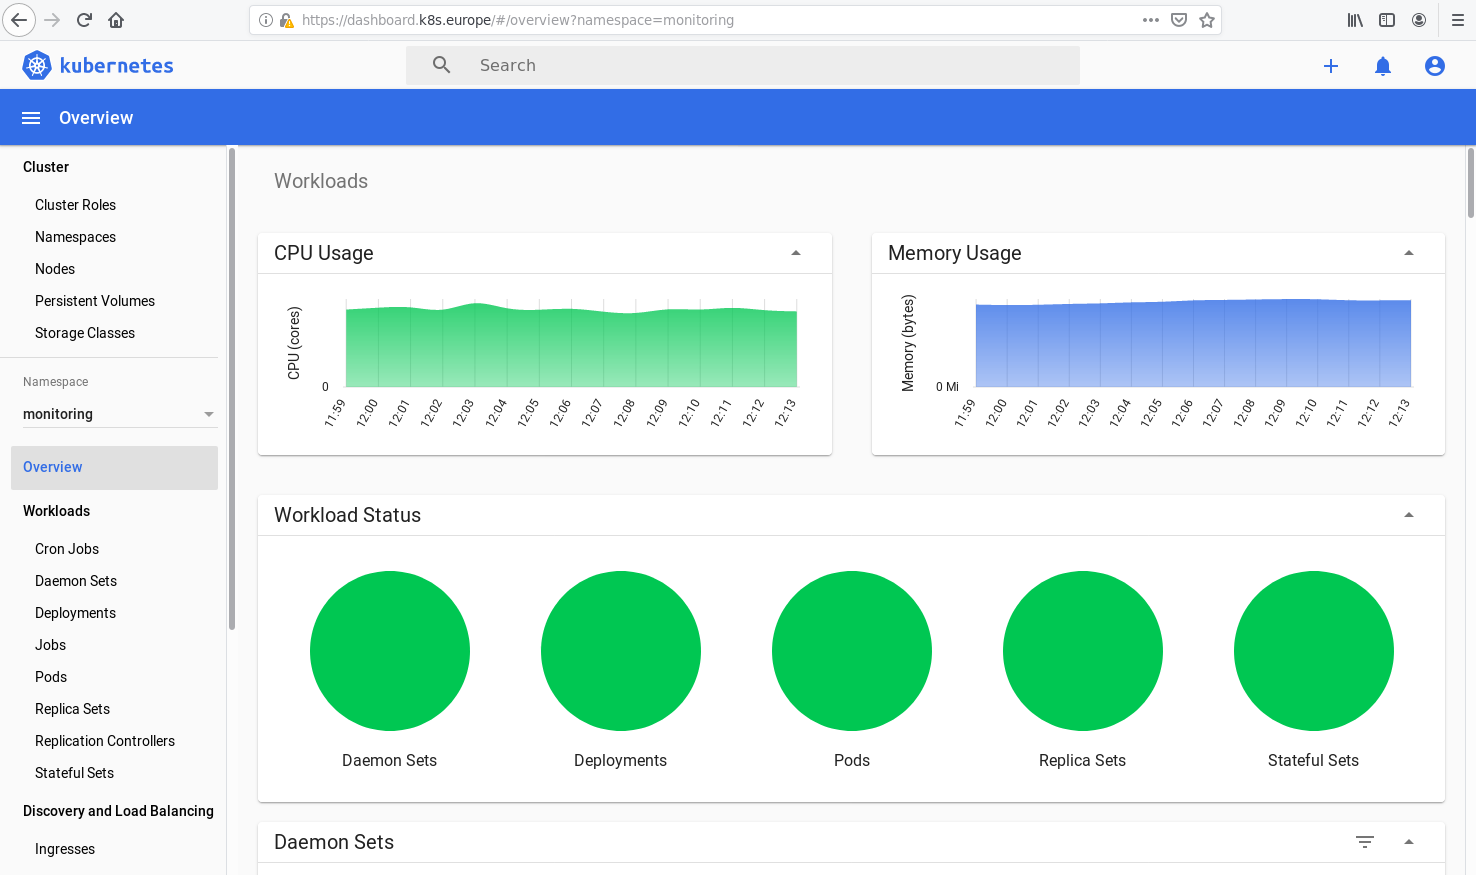 https://dashboard.k8s.europe/#/overview?namespace=monitoring
kubernetes
Search
Overview
Cluster
Cluster Roles
Namespaces
Nodes
Persistent Volumes
Storage Classes
Namespace
monitoring
Overview
Workloads
Cron Jobs
Daemon Sets
Deployments
Jobs
Pods
Replica Sets
Replication Controllers
Stateful Sets
Discovery and Load Balancing
Ingresses
Workloads
CPU Usage
CPU (cores)
0
11:59 12:00 12:01 12:02 12:03 12:04 12:05 12:06 12:07 12:08 12:09 12:10 12:11 12:12 12:13
Memory Usage
Memory (bytes)
0 Mi
11:59 12:00 12:01 12:02 12:03 12:04 12:05 12:06 12:07 12:08 12:09 12:10 12:11 12:12 12:13
Workload Status
Daemon Sets Deployments Pods Replica Sets Stateful Sets
Daemon Sets